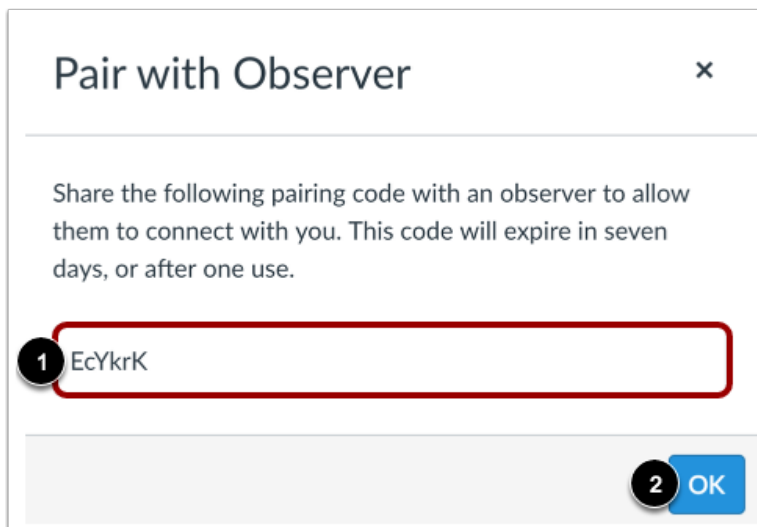 Pair with Observer ×
Share the following pairing code with an observer to allow
them to connect with you. This code will expire in seven
days, or after one use.
1 EcYkrK
2 OK